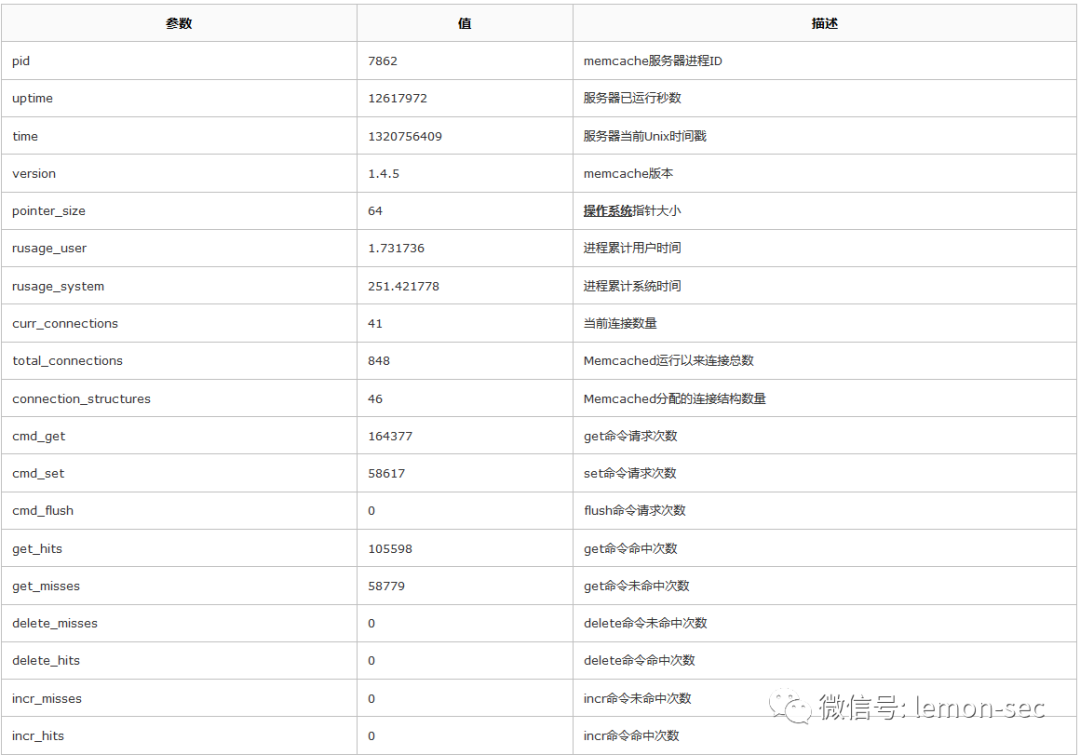 参数 值 描述
pid 7862 memcache服务器进程ID
uptime 12617972 服务器已运行秒数
time 1320756409 服务器当前Unix时间戳
version 1.4.5 memcache版本
pointer_size 64 操作系统指针大小
rusage_user 1.731736 进程累计用户时间
rusage_system 251.421778 进程累计系统时间
curr_connections 41 当前连接数量
total_connections 848 Memcached运行以来连接总数
connection_structures 46 Memcached分配的连接结构数量
cmd_get 164377 get命令请求次数
cmd_set 58617 set命令请求次数
cmd_flush 0 flush命令请求次数
get_hits 105598 get命令命中次数
get_misses 58779 get命令未命中次数
delete_misses 0 delete命令未命中次数
delete_hits 0 delete命令命中次数
incr_misses 0 incr命令未命中次数
微信号: lemon-sec
incr_hits 0 incr命令命中次数